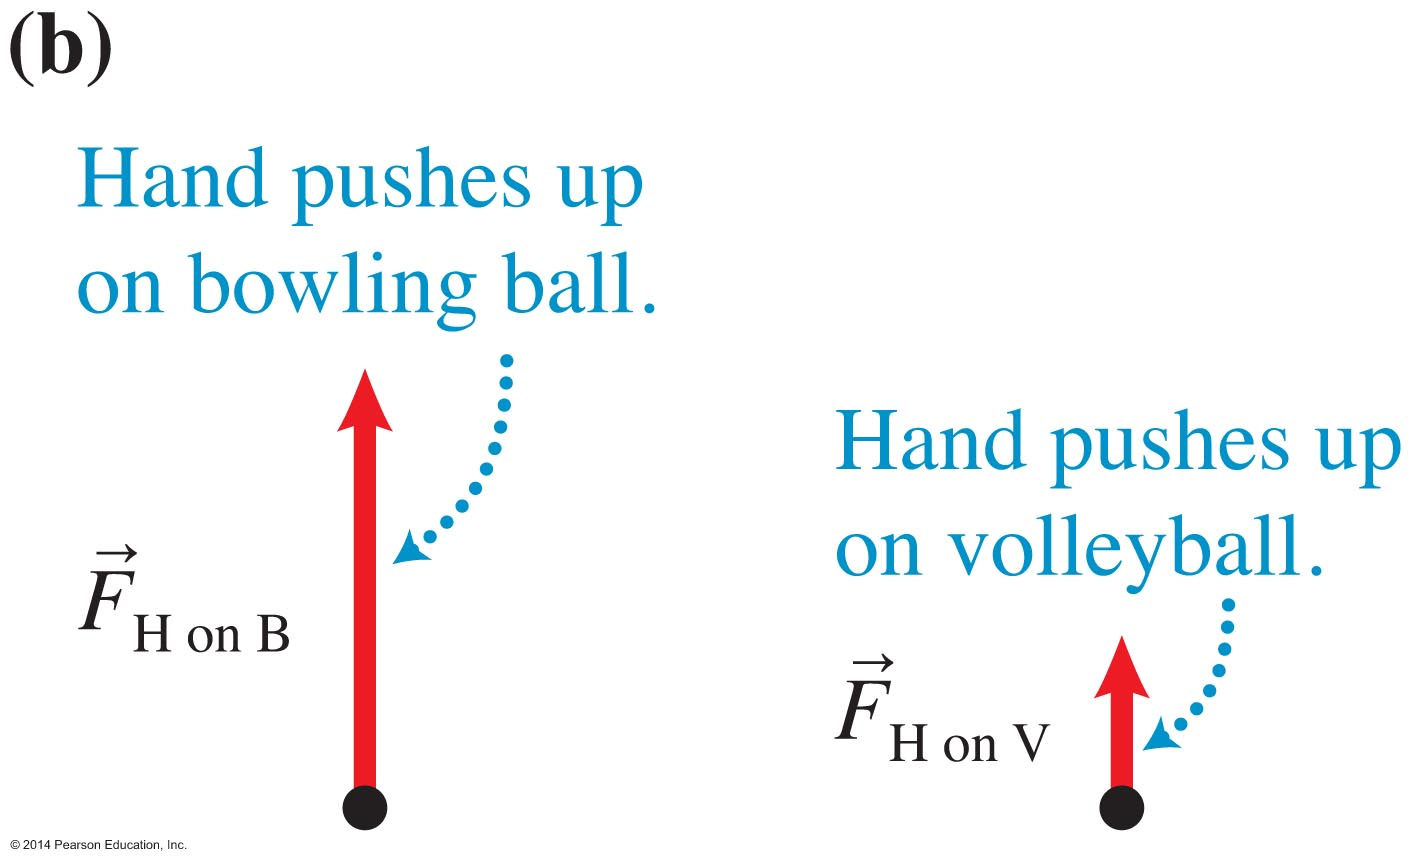 (b)
Hand pushes up
on bowling ball.
F⃗ H on B
Hand pushes up
on volleyball.
F⃗ H on V
© 2014 Pearson Education, Inc.